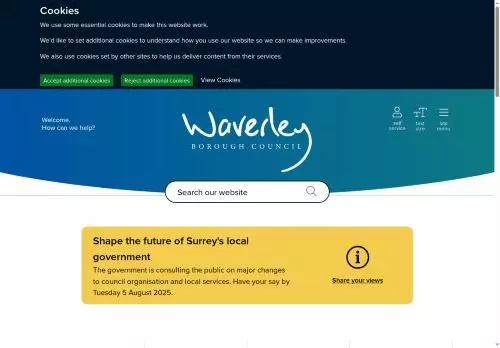 Cookies
We use some essential cookies to make this website work.
We'd like to set additional cookies to understand how you use our website so we can make improvements.
We also use cookies set by other sites to help us deliver content from their services.
Accept additional cookies
Reject additional cookies
View Cookies
Welcome.
How can we help?
Waverley
BOROUGH COUNCIL
self
service
text
size
top
menu
Search our website
Shape the future of Surrey's local
government
The government is consulting the public on major changes
to council organisation and local services. Have your say by
Tuesday 5 August 2025.
Share your views